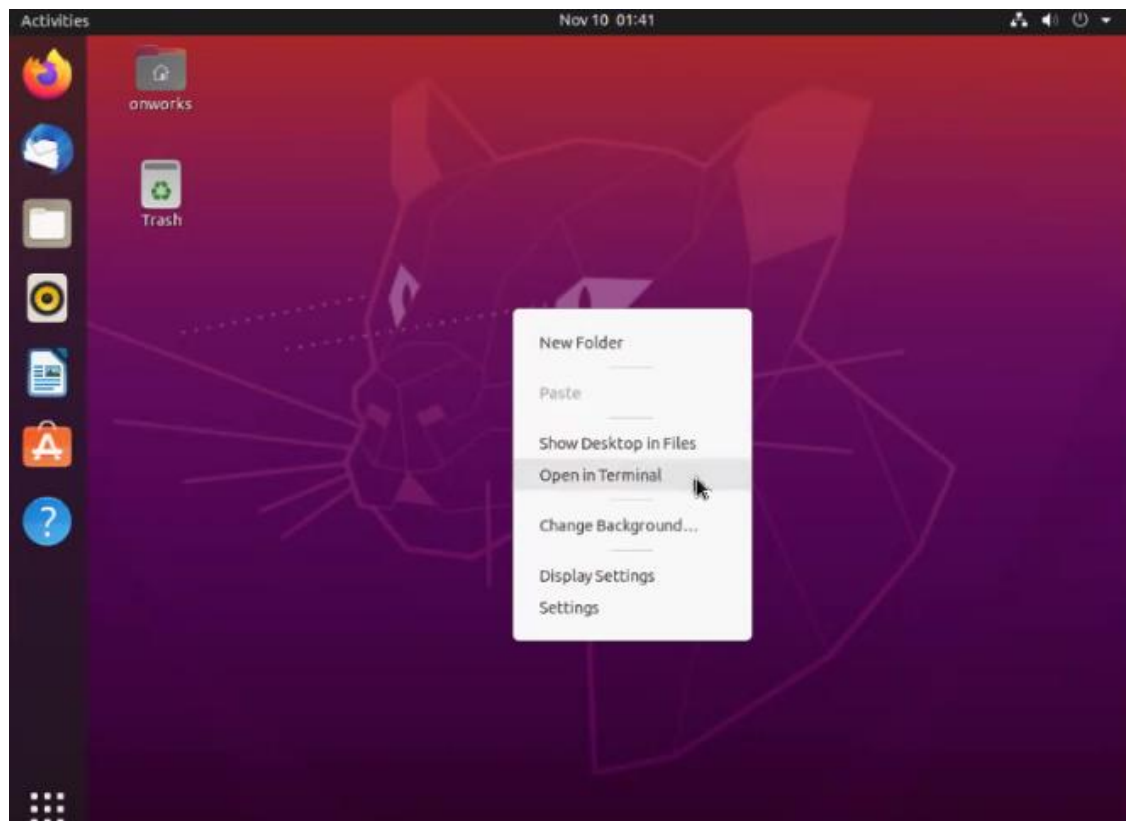 Activities
Nov 10 01:41
onworks
Trash
New Folder
Paste
Show Desktop in Files
Open in Terminal
Change Background...
Display Settings
Settings